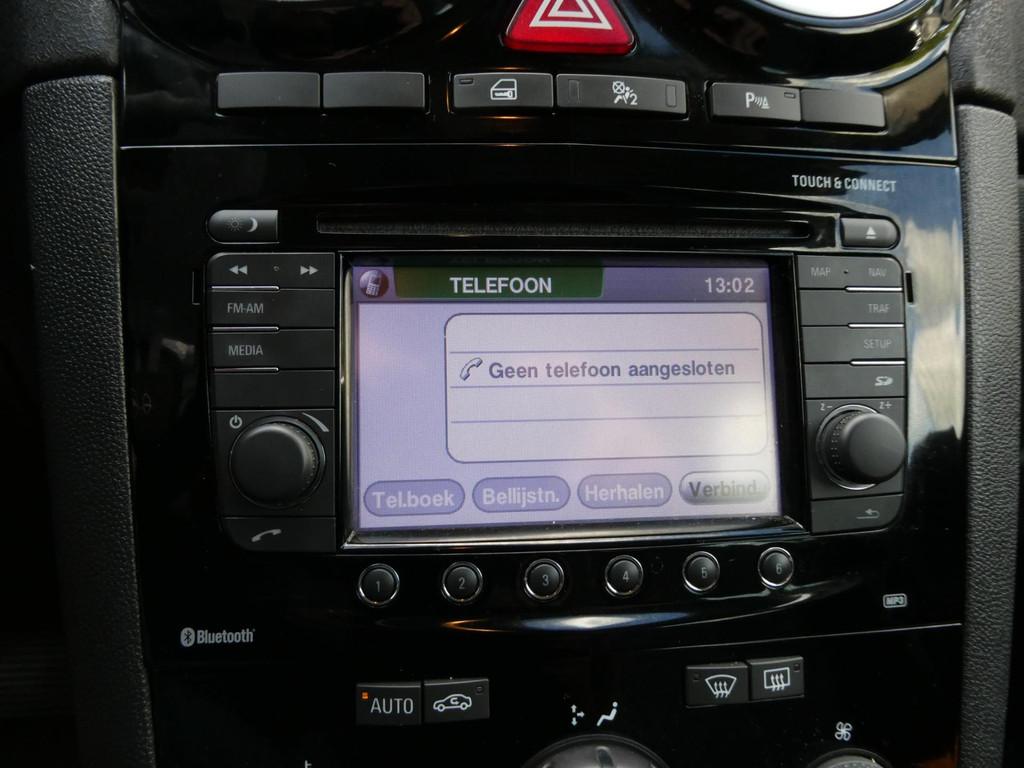 2
P
TOUCH & CONNECT
MAP NAV
FM-AM
TRAF
MEDIA
SETUP
z- z+
TELEFOON 13:02
Geen telefoon aangesloten
Tel.boek Bellijstn. Herhalen Verbind.
1 2 3 4 5 6
MP3
Bluetooth
AUTO